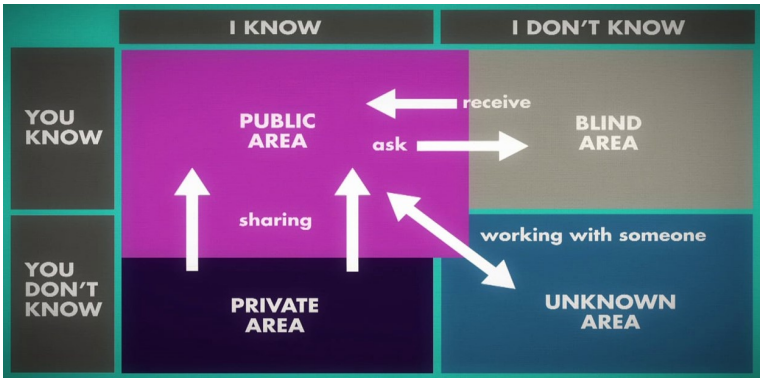 I KNOW
I DON'T KNOW
YOU
KNOW
PUBLIC
AREA
receive
ask
BLIND
AREA
sharing
working with someone
YOU
DON'T
KNOW
PRIVATE
AREA
UNKNOWN
AREA